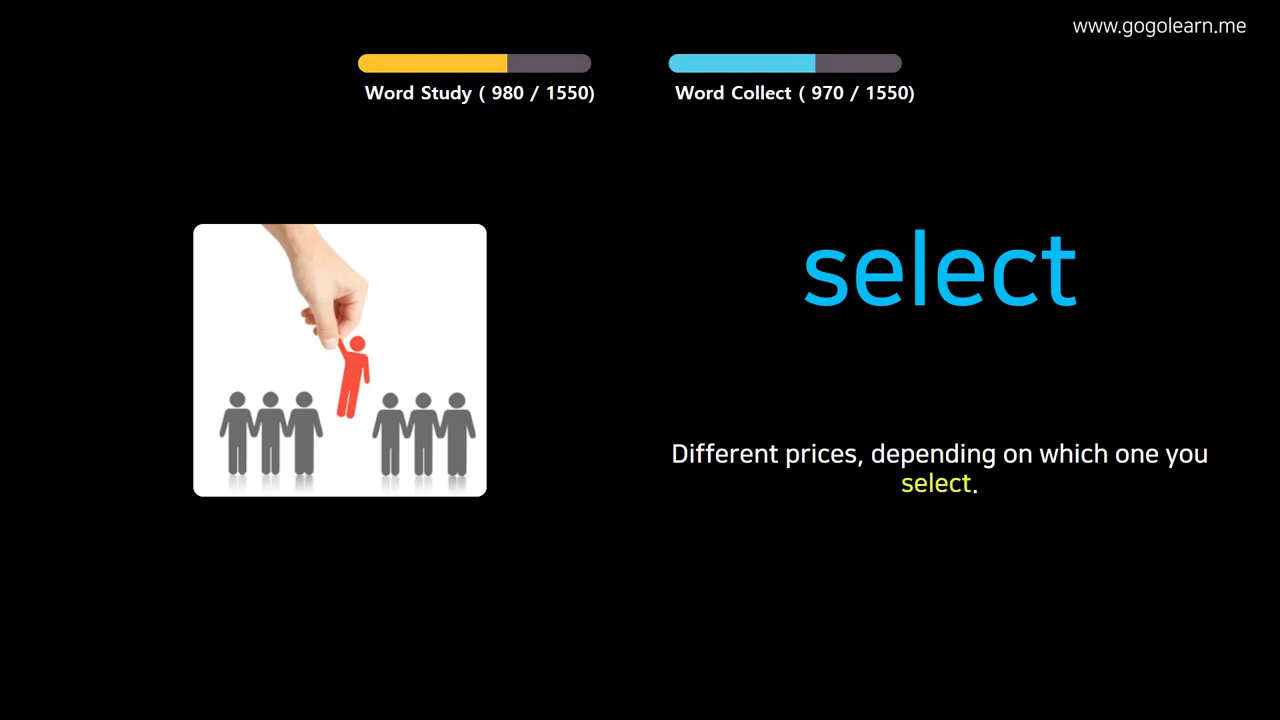 www.gogolearn.me
Word Study ( 980 / 1550)
Word Collect ( 970 / 1550)
select
Different prices, depending on which one you
select.